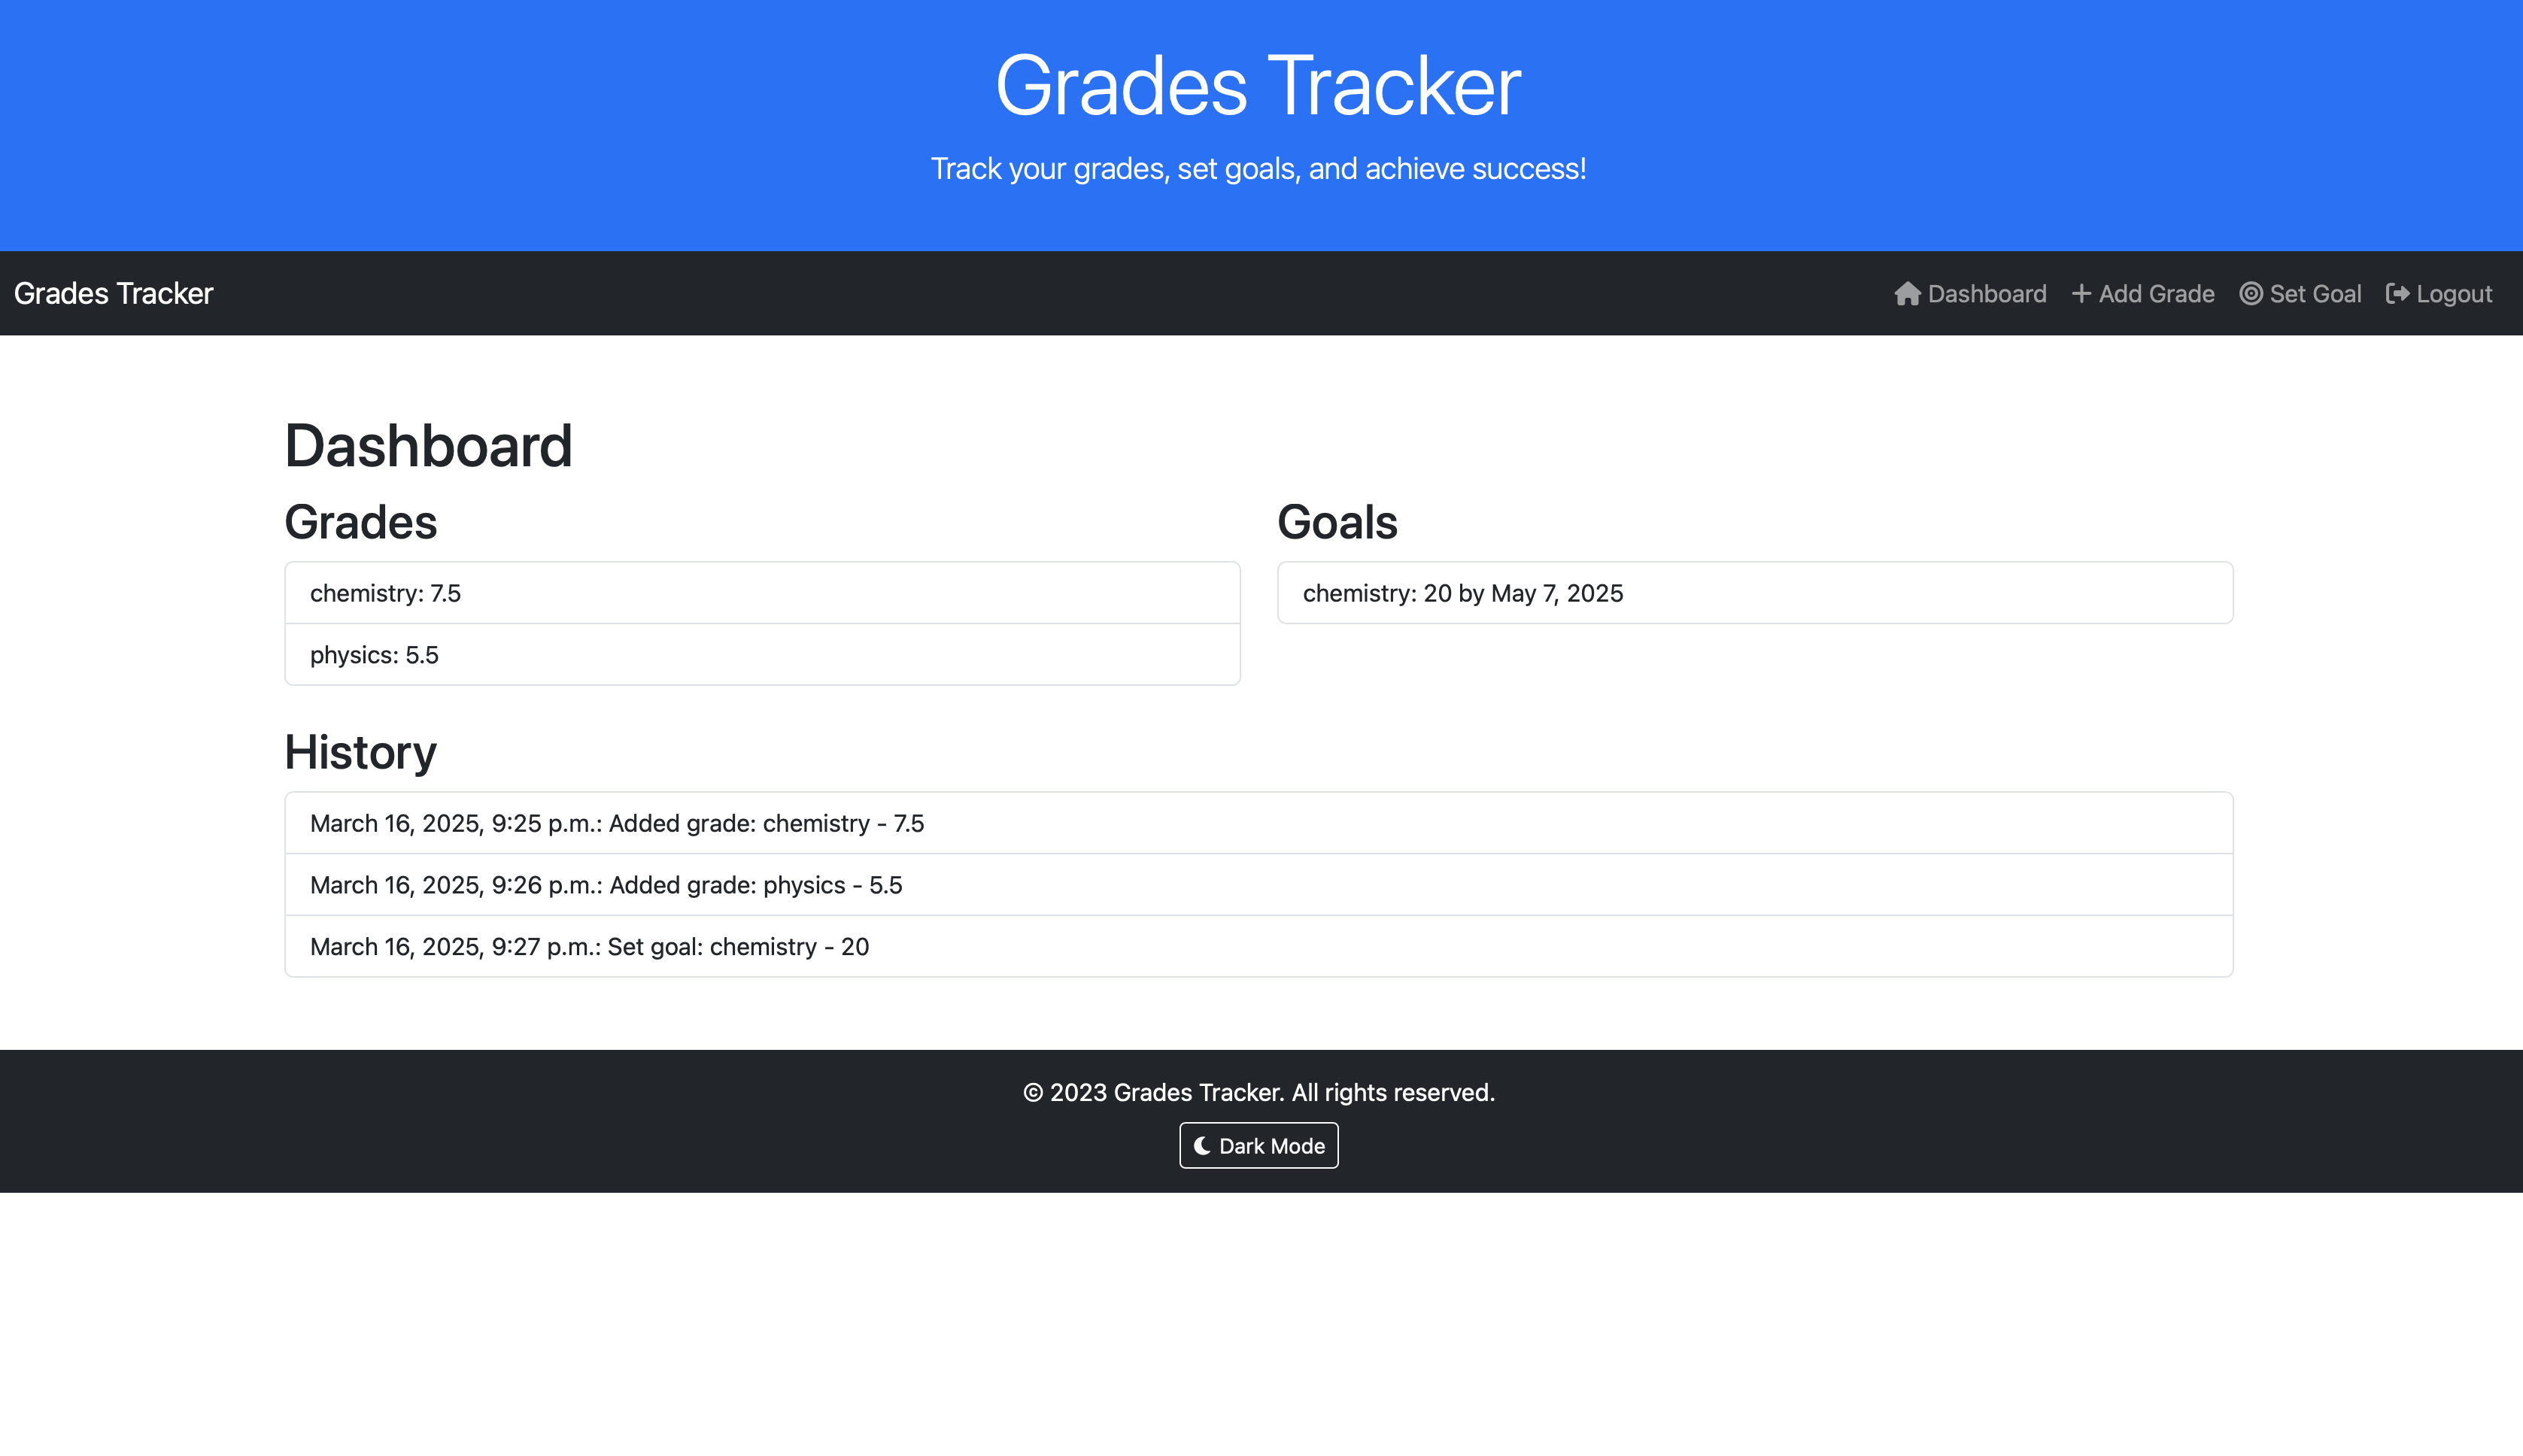 Grades Tracker
Track your grades, set goals, and achieve success!
Grades Tracker
Dashboard
Add Grade
Set Goal
Logout
Dashboard
Grades
chemistry: 7.5
physics: 5.5
Goals
chemistry: 20 by May 7, 2025
History
March 16, 2025, 9:25 p.m.: Added grade: chemistry - 7.5
March 16, 2025, 9:26 p.m.: Added grade: physics - 5.5
March 16, 2025, 9:27 p.m.: Set goal: chemistry - 20
© 2023 Grades Tracker. All rights reserved.
Dark Mode